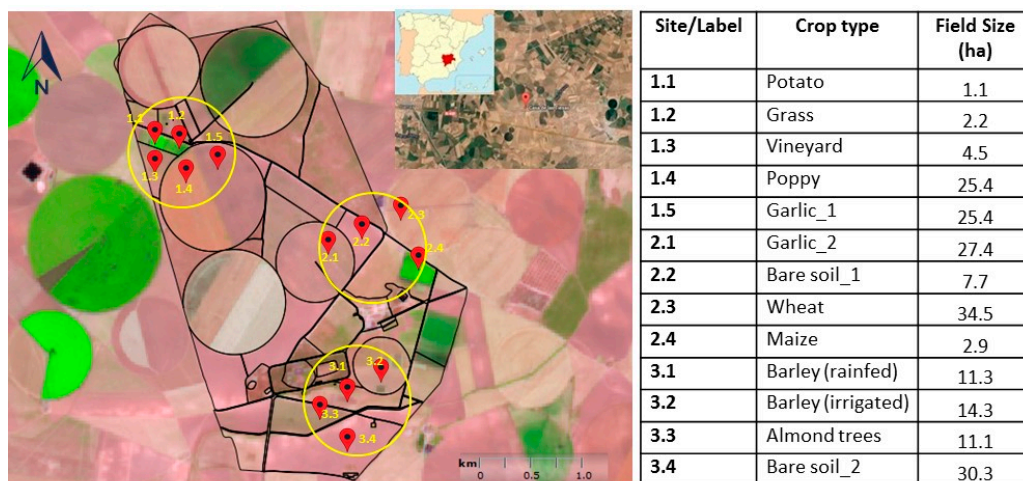 N
1.1
1.2
1.5
1.3
1.4
2.3
2.2
2.1
2.4
3.1
3.2
3.3
3.4
km
0
0.5
1.0
Site/Label Crop type Field Size (ha)
1.1 Potato 1.1
1.2 Grass 2.2
1.3 Vineyard 4.5
1.4 Poppy 25.4
1.5 Garlic_1 25.4
2.1 Garlic_2 27.4
2.2 Bare soil_1 7.7
2.3 Wheat 34.5
2.4 Maize 2.9
3.1 Barley (rainfed) 11.3
3.2 Barley (irrigated) 14.3
3.3 Almond trees 11.1
3.4 Bare soil_2 30.3